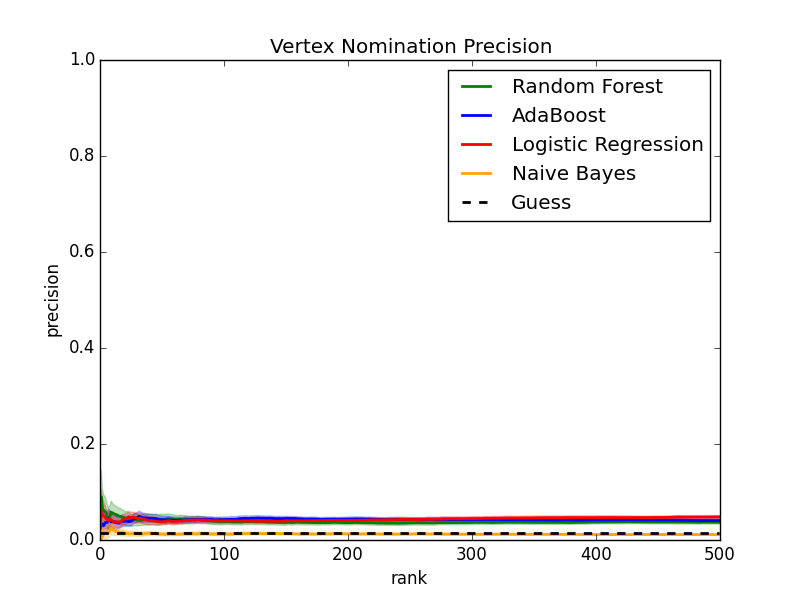 Vertex Nomination Precision
1.0
0.8
0.6
0.4
0.2
0.0
precision
Random Forest
AdaBoost
Logistic Regression
Naive Bayes
Guess
0 100 200 300 400 500
rank